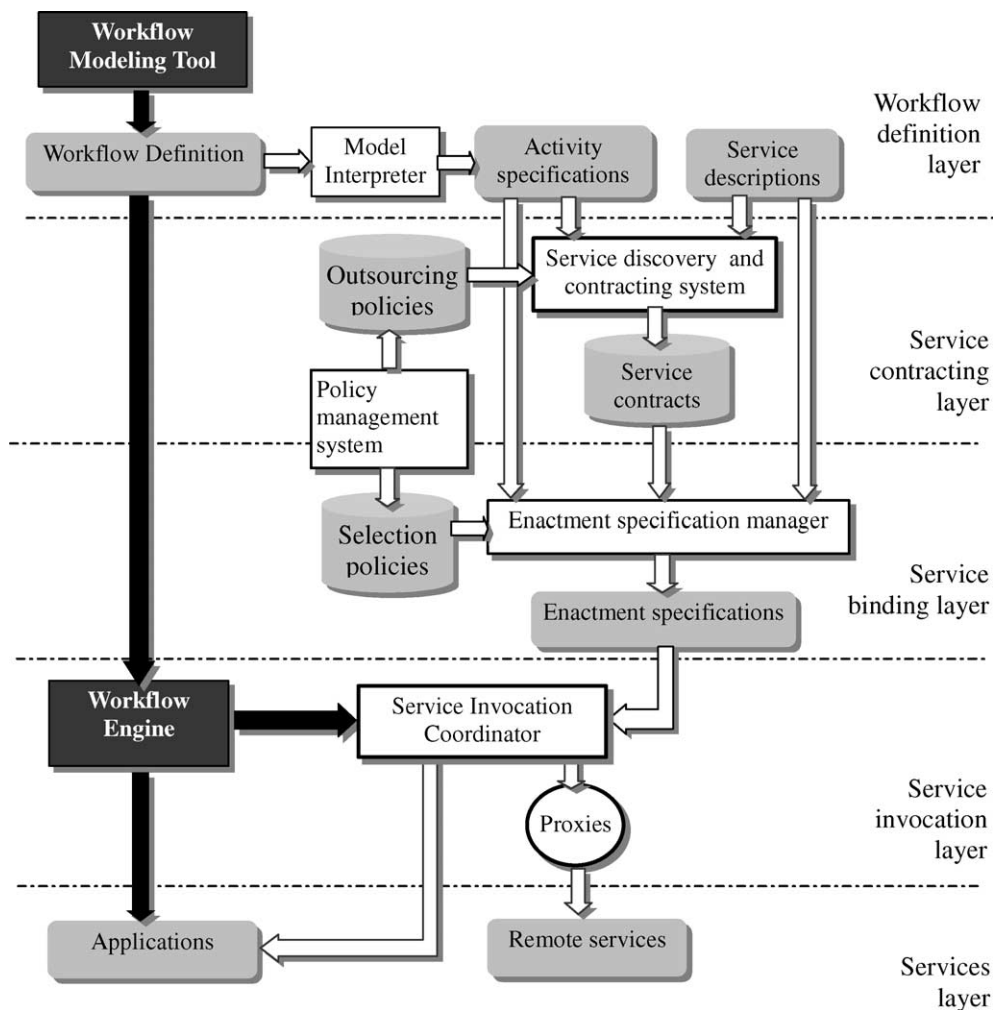 Workflow
Modeling Tool
Workflow Definition
Model
Interpreter
Activity
specifications
Service
descriptions
Workflow
definition
layer
Outsourcing
policies
Service discovery and
contracting system
Policy
management
system
Service
contracts
Service
contracting
layer
Selection
policies
Enactment specification manager
Enactment specifications
Service
binding layer
Workflow
Engine
Service Invocation
Coordinator
Proxies
Service
invocation
layer
Applications
Remote services
Services
layer